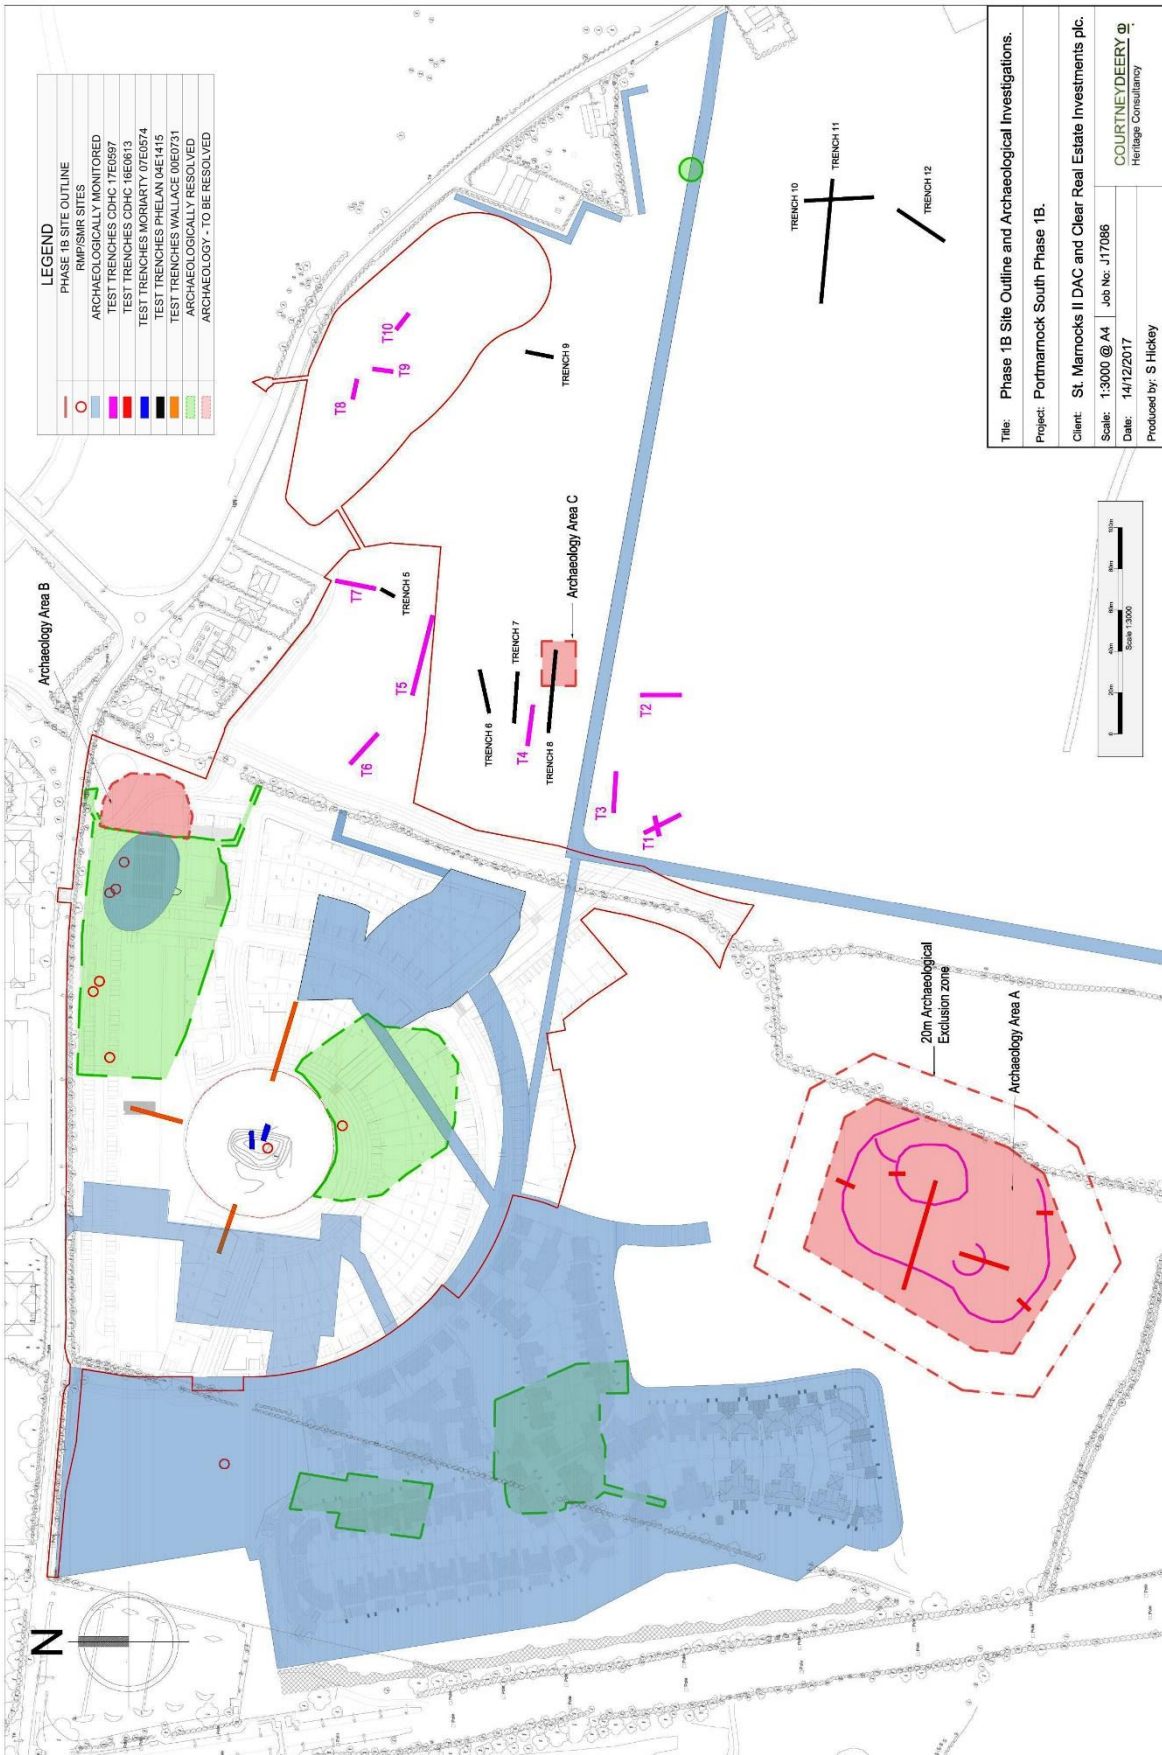 LEGEND
PHASE 1B SITE OUTLINE
RMP/SMR SITES
ARCHAEOLOGICALLY MONITORED
TEST TRENCHES CDHC 17E0597
TEST TRENCHES CDHC 16E0613
TEST TRENCHES MORIARTY 07E0574
TEST TRENCHES PHELAN 04E1415
TEST TRENCHES WALLACE 00E0731
ARCHAEOLOGICALLY RESOLVED
ARCHAEOLOGY - TO BE RESOLVED
N
Archaeology Area B
T6
T7
TRENCH 5
T5
T8
T9
T10
TRENCH 9
TRENCH 6
TRENCH 7
T4
TRENCH 8
Archaeology Area C
T3
T1
T2
TRENCH 10
TRENCH 11
TRENCH 12
20m Archaeological
Exclusion zone
Archaeology Area A
0 20m 40m 60m 80m 100m
Scale 1:3000
Title: Phase 1B Site Outline and Archaeological Investigations.
Project: Portmarnock South Phase 1B.
Client: St. Marnocks II DAC and Clear Real Estate Investments plc.
Scale: 1:3000 @ A4 Job No: J17086
Date: 14/12/2017
Produced by: S Hickey
COURTNEYDEERY
Heritage Consultancy